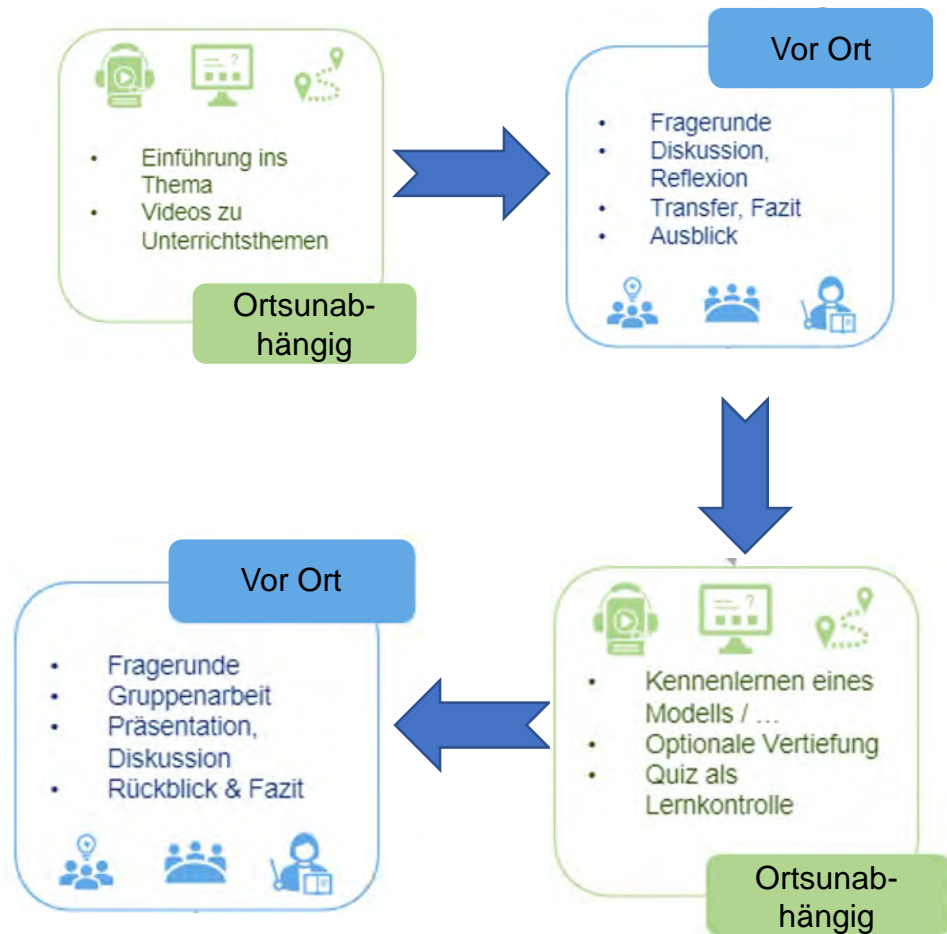 • Einführung ins
Thema
• Videos zu
Unterrichtsthemen
Ortsunab-
hängig
Vor Ort
• Fragerunde
• Diskussion,
Reflexion
• Transfer, Fazit
• Ausblick
• Kennenlernen eines
Modells / ...
• Optionale Vertiefung
• Quiz als
Lernkontrolle
Ortsunab-
hängig
Vor Ort
• Fragerunde
• Gruppenarbeit
• Präsentation,
Diskussion
• Rückblick & Fazit